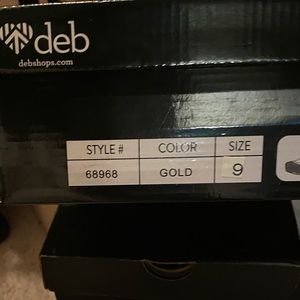 deb
debshops.com
STYLE # COLOR SIZE
68968 GOLD 9